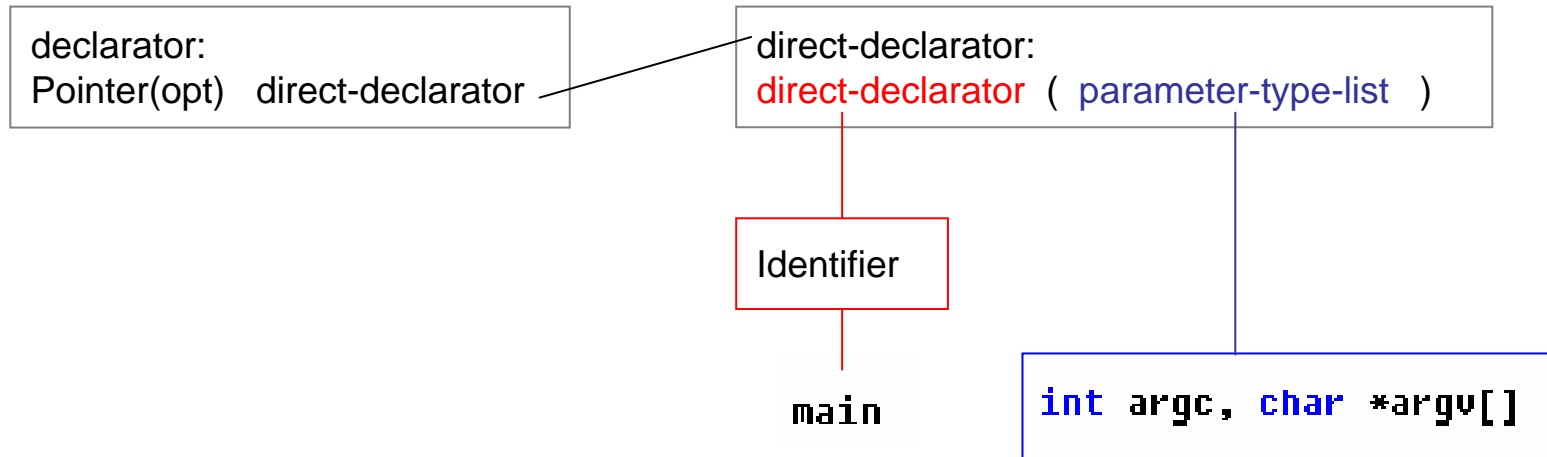 declarator:
Pointer(opt) direct-declarator
direct-declarator:
direct-declarator ( parameter-type-list )
Identifier
main
int argc, char *argv[]